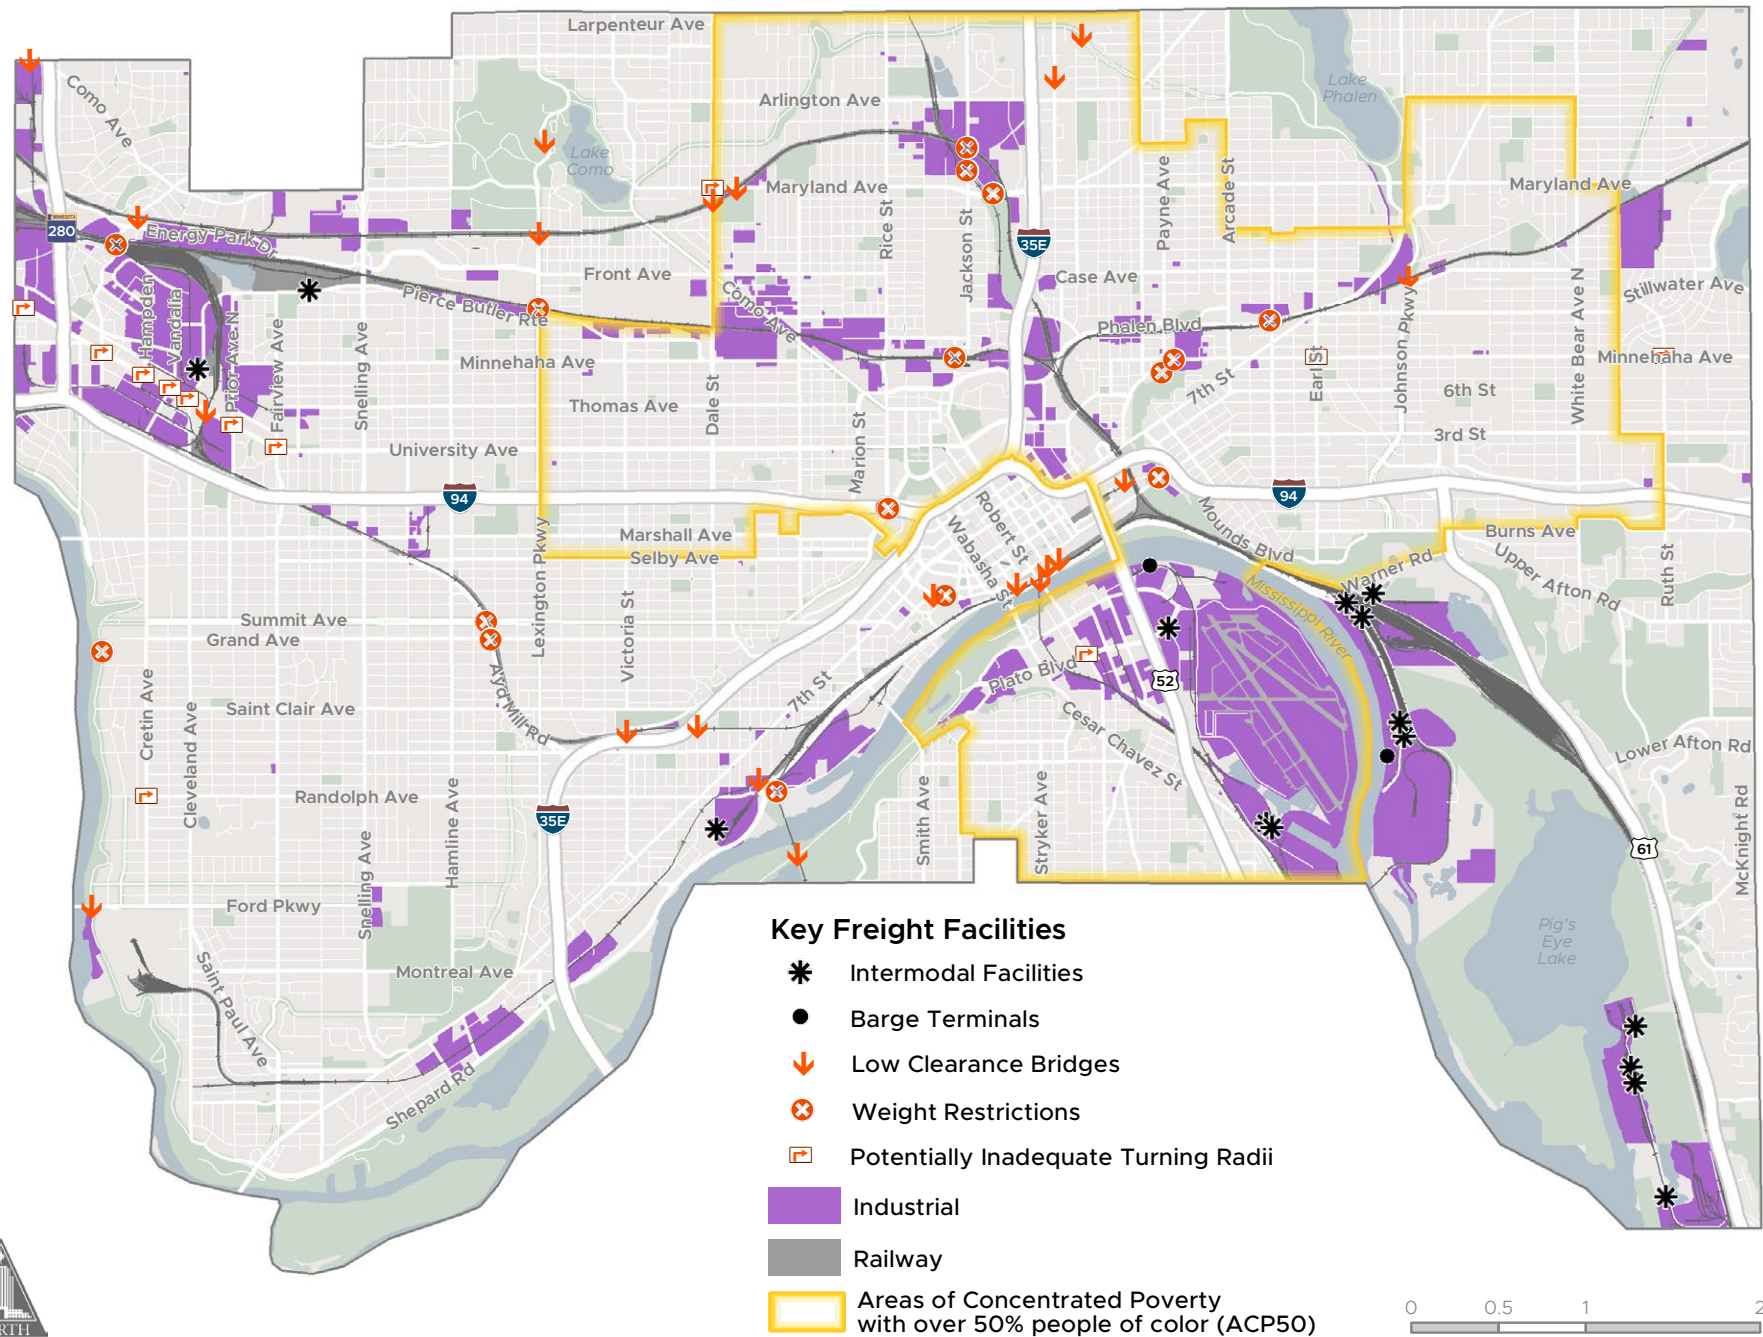 Larpenteur Ave
Como Ave
Arlington Ave
Lake
Phalen
Lake
Como
Maryland Ave
Maryland Ave
Payne Ave
Arcade St
Rice St
Jackson St
MINNESOTA
280
Energy Park Dr
35E
Front Ave
Case Ave
Hampden
Vandalia
Prior Ave N
Fairview Ave
Snelling Ave
Pierce Butler Rte
Como Ave
Phalen Blvd
Stillwater Ave
Johnson Pkwy
White Bear Ave N
Minnehaha Ave
Minnehaha Ave
Earl St
7th St
6th St
Thomas Ave
Dale St
Marion St
3rd St
University Ave
94
94
Marshall Ave
Selby Ave
Robert St
Wabasha St
Mounds Blvd
Burns Ave
Warner Rd
Upper Afton Rd
Ruth St
Lexington Pkwy
Victoria St
Mississippi River
Summit Ave
Grand Ave
Plato Blvd
52
Cretin Ave
Cleveland Ave
Saint Clair Ave
Ayd Mill Rd
7th St
Cesar Chavez St
Lower Afton Rd
Randolph Ave
Hamline Ave
35E
Smith Ave
Stryker Ave
McKnight Rd
61
Snelling Ave
Ford Pkwy
Saint Paul Ave
Montreal Ave
Shepard Rd
Pig's
Eye
Lake
Key Freight Facilities
Intermodal Facilities
Barge Terminals
Low Clearance Bridges
Weight Restrictions
Potentially Inadequate Turning Radii
Industrial
Railway
Areas of Concentrated Poverty
with over 50% people of color (ACP50)
0 0.5 1 2